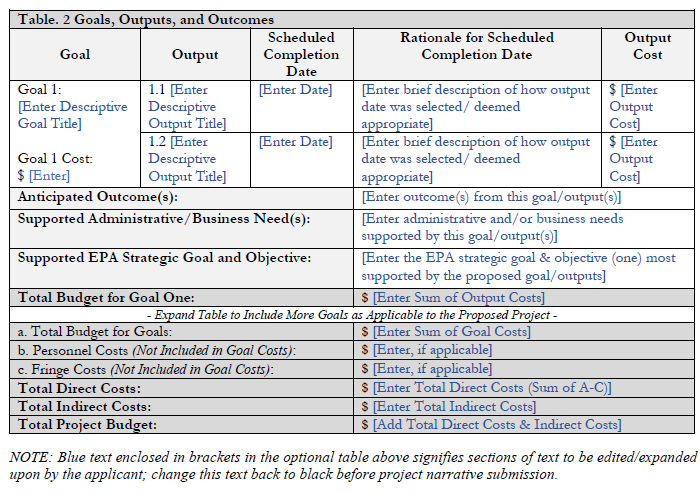 Table. 2 Goals, Outputs, and Outcomes
Goal
Output
Scheduled
Completion
Date
Rationale for Scheduled
Completion Date
Output
Cost
Goal 1:
[Enter Descriptive
Goal Title]
Goal 1 Cost:
$ [Enter]
1.1 [Enter
Descriptive
Output Title]
[Enter Date]
[Enter brief description of how output
date was selected/ deemed
appropriate]
$ [Enter
Output
Cost]
1.2 [Enter
Descriptive
Output Title]
[Enter Date]
[Enter brief description of how output
date was selected/ deemed
appropriate]
$ [Enter
Output
Cost]
Anticipated Outcome(s):
[Enter outcome(s) from this goal/output(s)]
Supported Administrative/Business Need(s):
[Enter administrative and/or business needs
supported by this goal/output(s)]
Supported EPA Strategic Goal and Objective:
[Enter the EPA strategic goal & objective (one) most
supported by the proposed goal/outputs]
Total Budget for Goal One:
$ [Enter Sum of Output Costs]
- Expand Table to Include More Goals as Applicable to the Proposed Project -
a. Total Budget for Goals:
$ [Enter Sum of Goal Costs]
b. Personnel Costs (Not Included in Goal Costs):
$ [Enter, if applicable]
c. Fringe Costs (Not Included in Goal Costs):
$ [Enter, if applicable]
Total Direct Costs:
$ [Enter Total Direct Costs (Sum of A-C)]
Total Indirect Costs:
$ [Enter Total Indirect Costs]
Total Project Budget:
$ [Add Total Direct Costs & Indirect Costs]
NOTE: Blue text enclosed in brackets in the optional table above signifies sections of text to be edited/expanded
upon by the applicant; change this text back to black before project narrative submission.